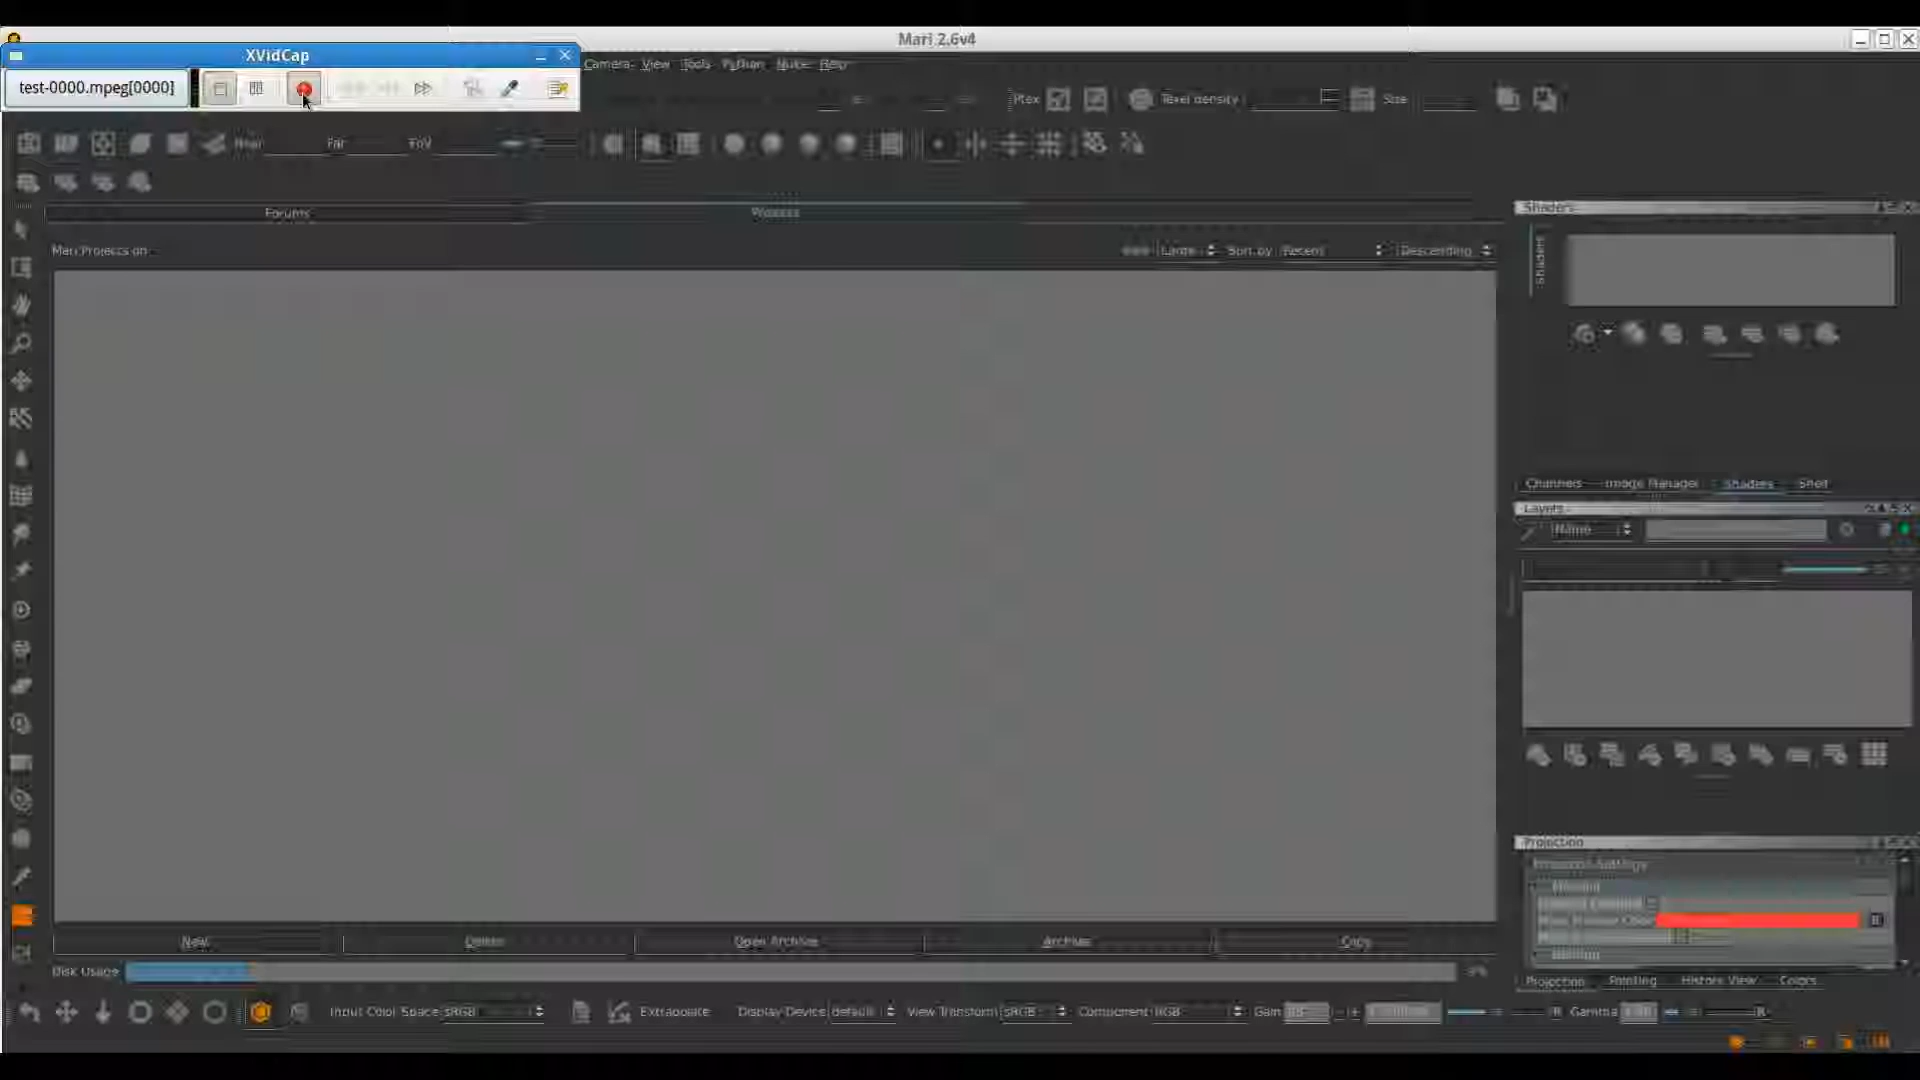 Mari 2.6v4
XVidCap
test-0000.mpeg[0000]
Camera View Tools Python Nuke Help
Ptex Texel density Size
Near Far FoV
Forums Projects
Mari Projects on
Large Sort by Recent Descending
Shaders
Shaders
Channels Image Manager Shaders Shelf
Layers
Name
Projection
New Delete Open Archive Archive Copy
Disk Usage
Projection Painting History View Colors
Input Color Space sRGB Extrapolate Display Device default View Transform sRGB Component RGB Gain Gamma